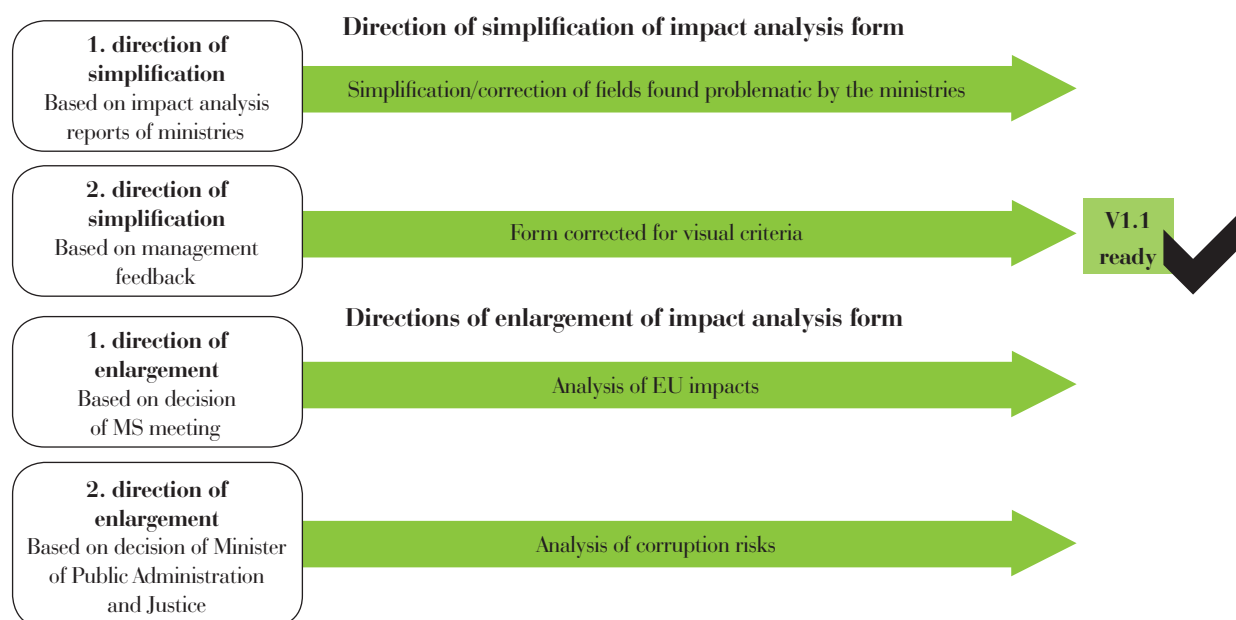 Direction of simplification of impact analysis form
1. direction of
simplification
Based on impact analysis
reports of ministries
Simplification/correction of fields found problematic by the ministries
2. direction of
simplification
Based on management
feedback
Form corrected for visual criteria
V1.1
ready
Directions of enlargement of impact analysis form
1. direction of
enlargement
Based on decision
of MS meeting
Analysis of EU impacts
2. direction of
enlargement
Based on decision of Minister
of Public Administration
and Justice
Analysis of corruption risks